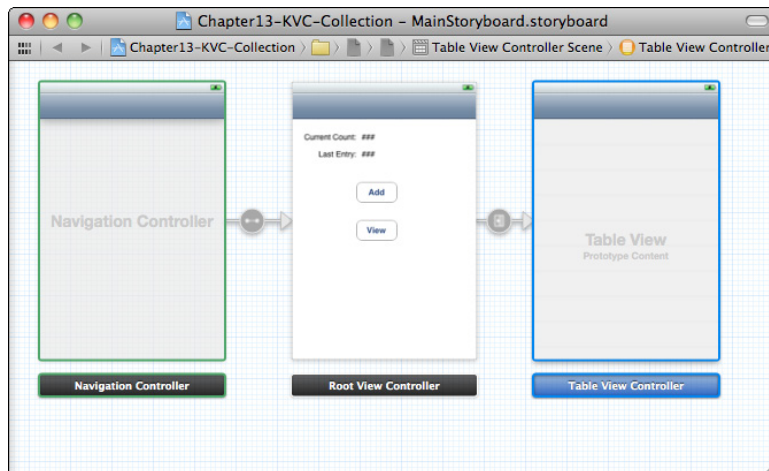 Chapter13-KVC-Collection – MainStoryboard.storyboard
Chapter13-KVC-Collection Table View Controller Scene Table View Controller
Navigation Controller
Current Count: ###
Last Entry: ###
Add
View
Table View
Prototype Content
Navigation Controller
Root View Controller
Table View Controller